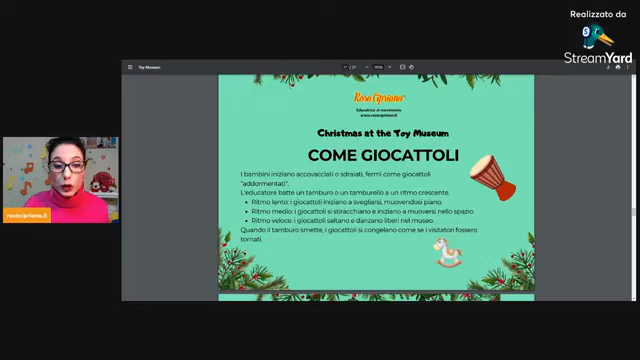 Realizzato da
StreamYard
Toy Museum
Rosa Cipriano
Educatrice al movimento
www.rosacipriano.it
Christmas at the Toy Museum
COME GIOCATTOLI
I bambini iniziano accovacciati o sdraiati, fermi come giocattoli
"addormentati".
L'educatore batte un tamburo o un tamburello a un ritmo crescente.
Ritmo lento: i giocattoli iniziano a svegliarsi, muovendosi piano.
Ritmo medio: i giocattoli si stiracchiano e iniziano a muoversi nello spazio.
Ritmo veloce: i giocattoli saltano e danzano liberi nel museo.
Quando il tamburo smette, i giocattoli si congelano come se i visitatori fossero
tornati.
rosacipriano.it